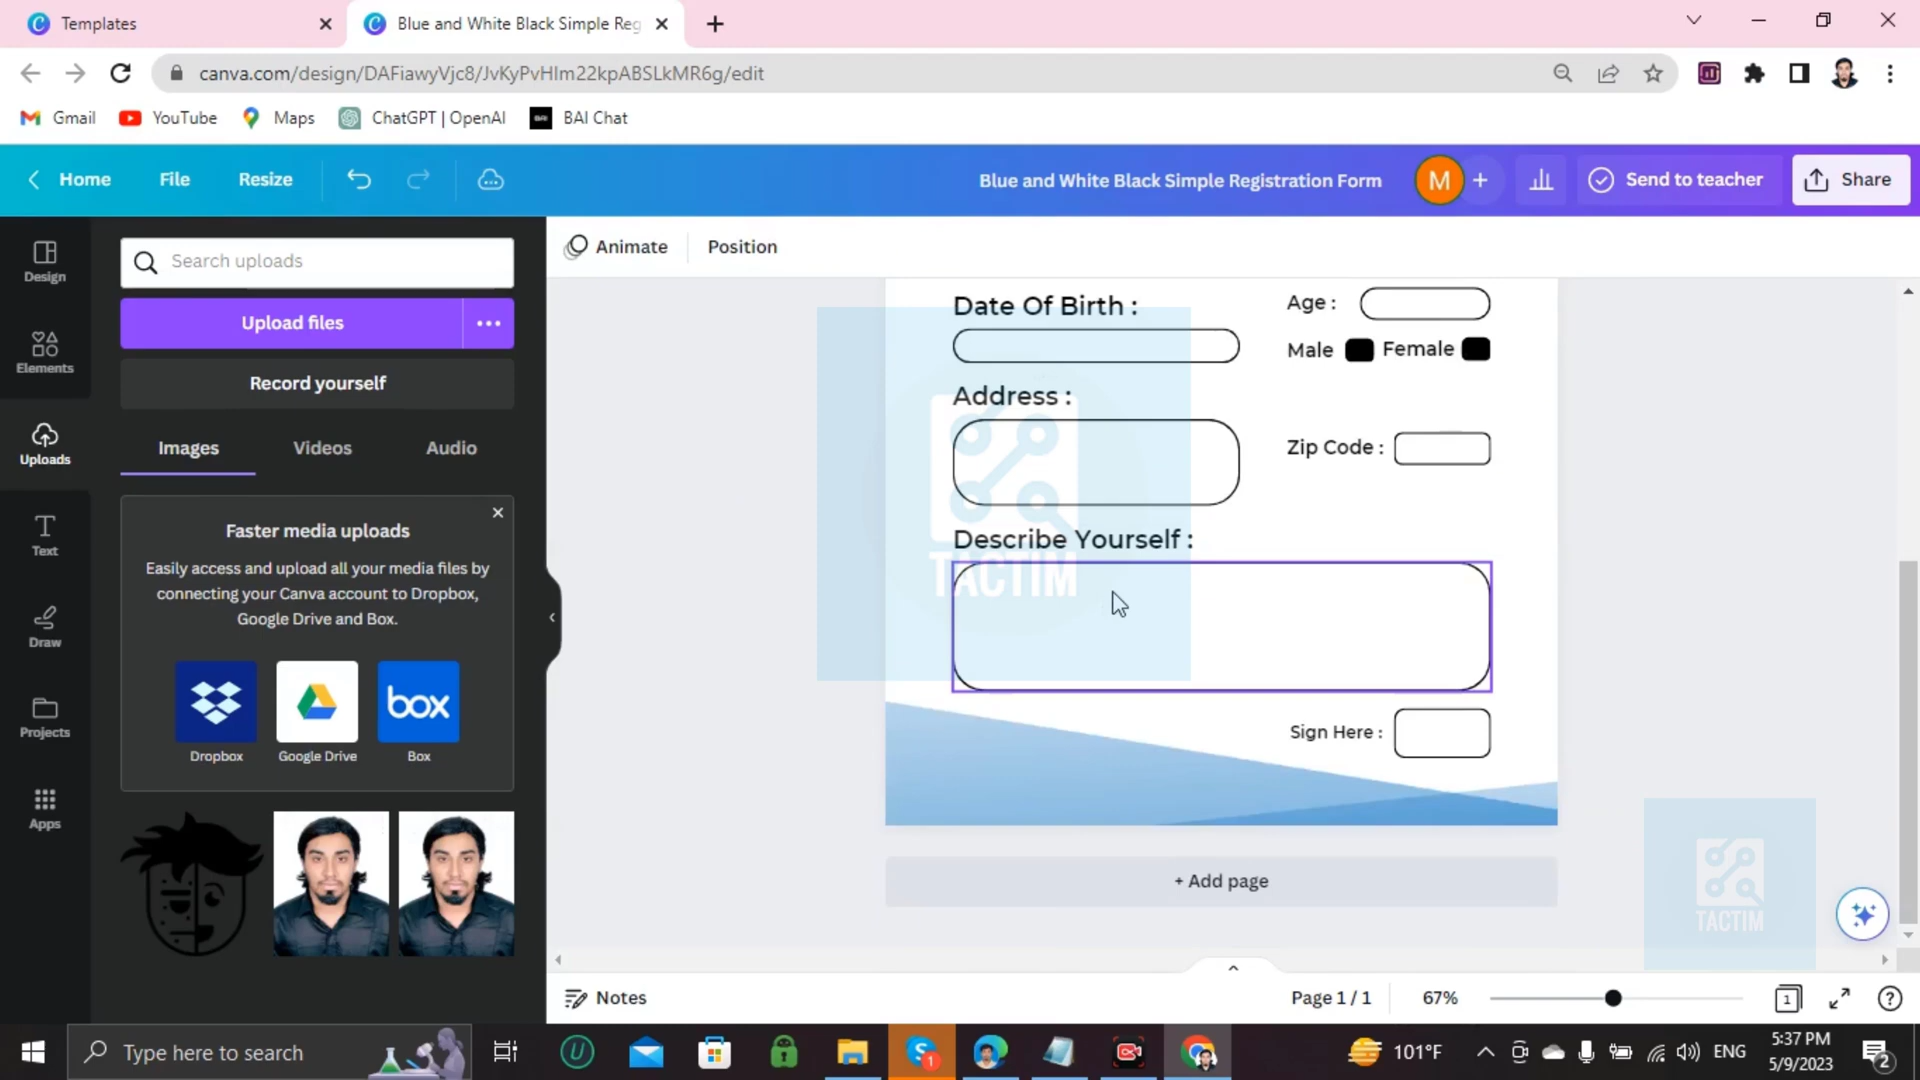 Templates
Blue and White Black Simple Reg
canva.com/design/DAFiawyVjc8/JvKyPvHIm22kpABSLkMR6g/edit
Gmail
YouTube
Maps
ChatGPT | OpenAI
BAI Chat
Home
File
Resize
Blue and White Black Simple Registration Form
M
Send to teacher
Share
Design
Elements
Uploads
Text
Draw
Projects
Apps
Search uploads
Upload files
Record yourself
Images
Videos
Audio
Faster media uploads
Easily access and upload all your media files by
connecting your Canva account to Dropbox,
Google Drive and Box.
box
Dropbox
Google Drive
Box
Animate
Position
Date Of Birth :
Age :
Male
Female
Address :
Zip Code :
Describe Yourself :
TACTIM
Sign Here :
+ Add page
TACTIM
Notes
Page 1 / 1
67%
1
Type here to search
1
101°F
ENG
5:37 PM
5/9/2023
2